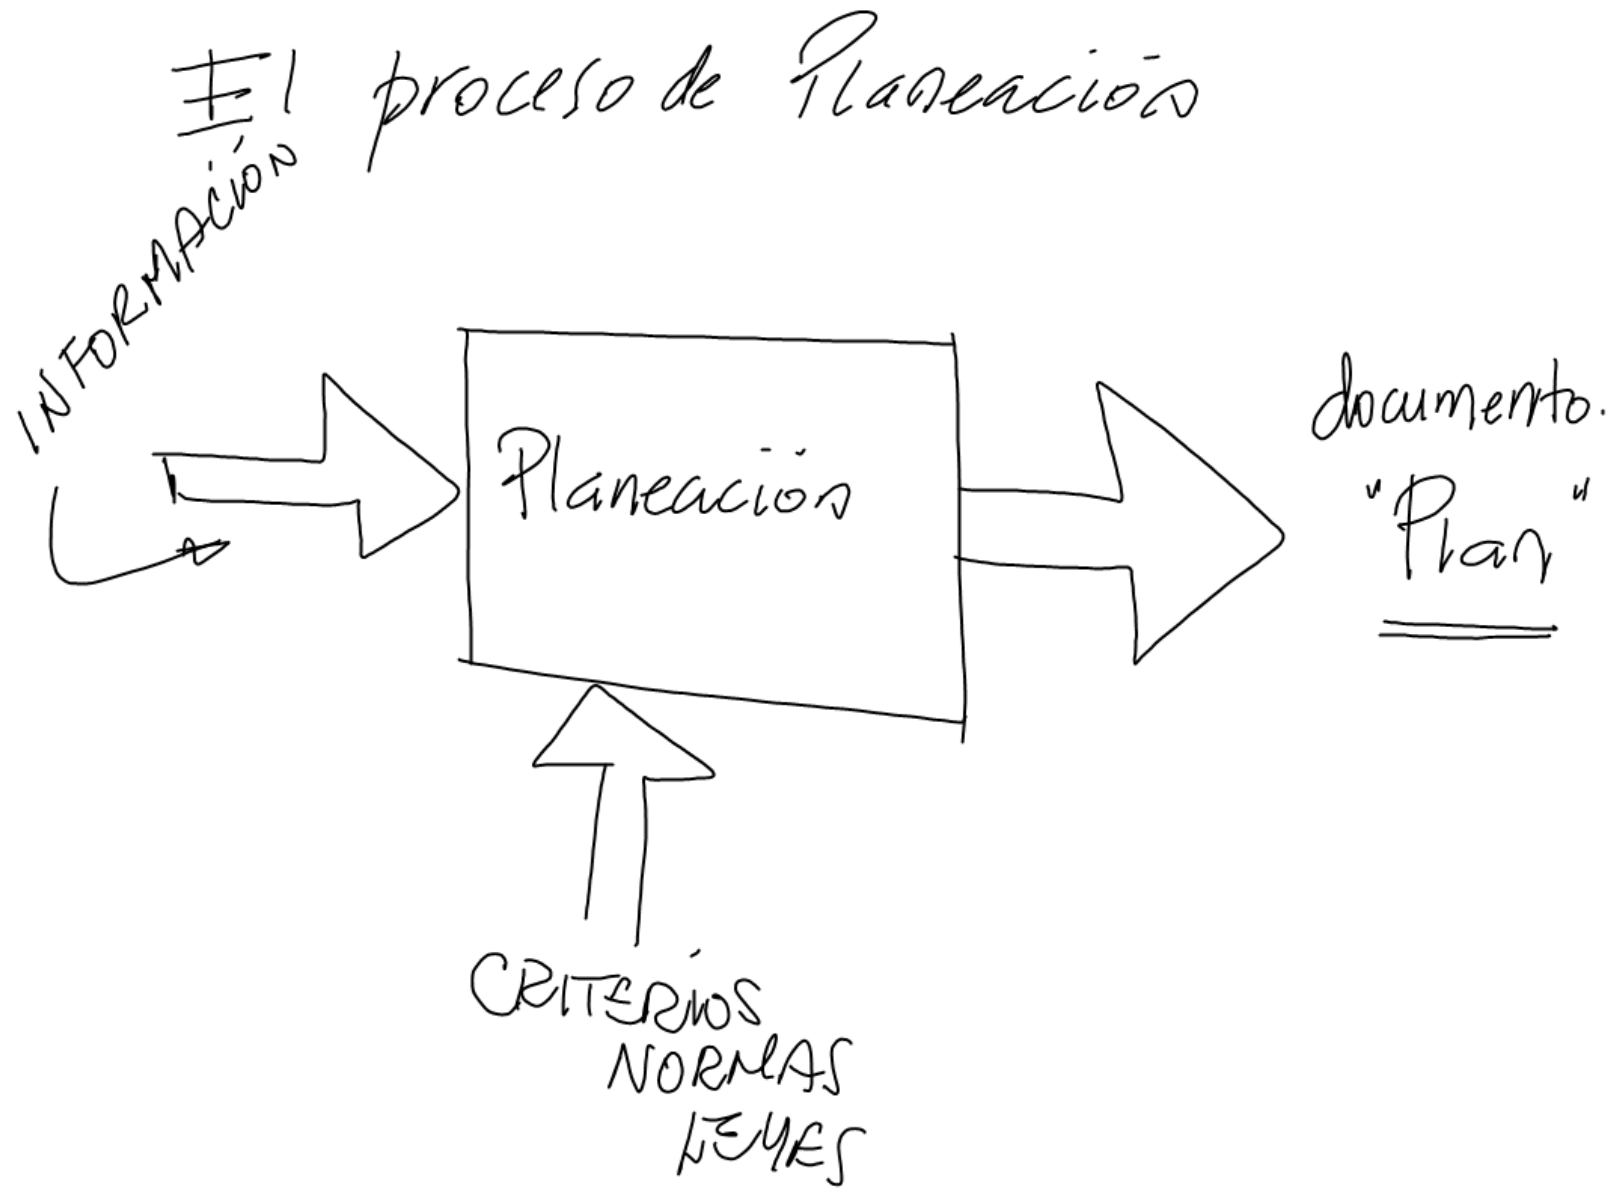 El proceso de Planeación
INFORMACIÓN
Planeación
documento.
"Plan"
CRITERIOS
NORMAS
LEYES